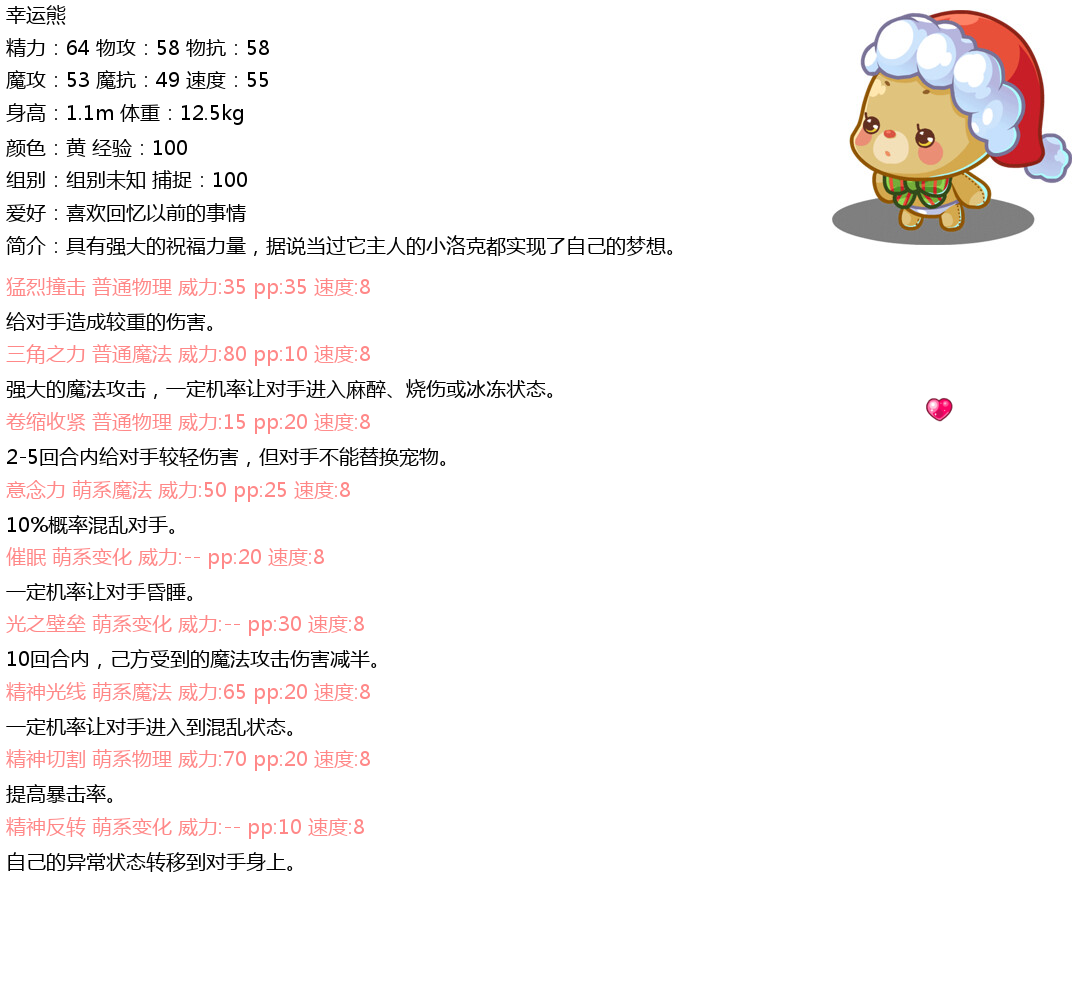 幸运熊
精力：64 物攻：58 物抗：58
魔攻：53 魔抗：49 速度：55
身高：1.1m 体重：12.5kg
颜色：黄 经验：100
组别：组别未知 捕捉：100
爱好：喜欢回忆以前的事情
简介：具有强大的祝福力量，据说当过它主人的小洛克都实现了自己的梦想。
猛烈撞击 普通物理 威力:35 pp:35 速度:8
给对手造成较重的伤害。
三角之力 普通魔法 威力:80 pp:10 速度:8
强大的魔法攻击，一定机率让对手进入麻醉、烧伤或冰冻状态。
卷缩收紧 普通物理 威力:15 pp:20 速度:8
2-5回合内给对手较轻伤害，但对手不能替换宠物。
意念力 萌系魔法 威力:50 pp:25 速度:8
10%概率混乱对手。
催眠 萌系变化 威力:-- pp:20 速度:8
一定机率让对手昏睡。
光之壁垒 萌系变化 威力:-- pp:30 速度:8
10回合内，己方受到的魔法攻击伤害减半。
精神光线 萌系魔法 威力:65 pp:20 速度:8
一定机率让对手进入到混乱状态。
精神切割 萌系物理 威力:70 pp:20 速度:8
提高暴击率。
精神反转 萌系变化 威力:-- pp:10 速度:8
自己的异常状态转移到对手身上。